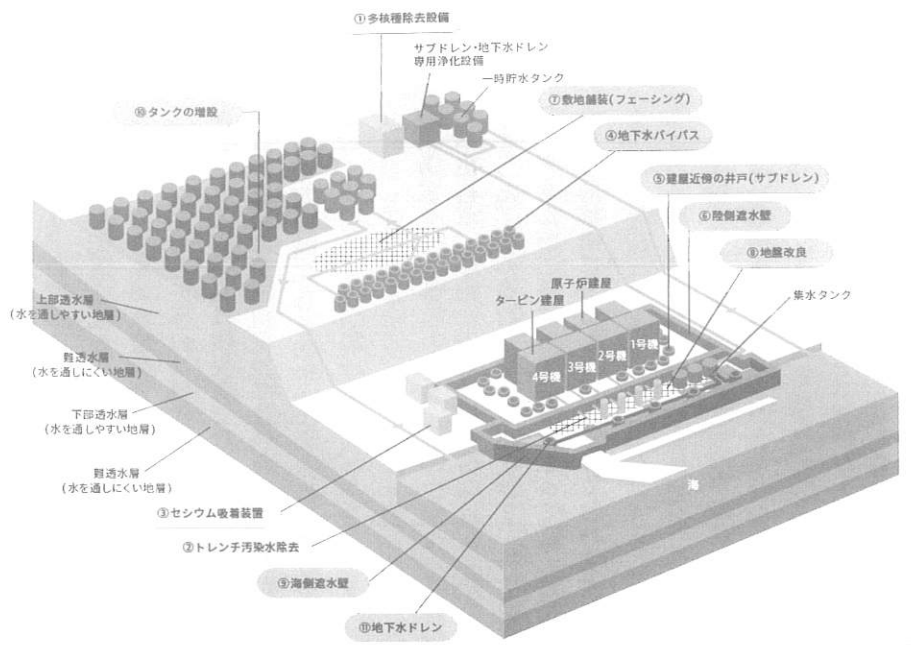 ①多核種除去設備
サブドレン・地下水ドレン
専用浄化設備
一時貯水タンク
⑦敷地舗装(フェーシング)
⑩タンクの増設
④地下水バイパス
⑤建屋近傍の井戸(サブドレン)
⑥陸側遮水壁
⑧地盤改良
原子炉建屋
タービン建屋
集水タンク
上部透水層
(水を通しやすい地層)
1号機
2号機
3号機
4号機
難透水層
(水を通しにくい地層)
下部透水層
(水を通しやすい地層)
難透水層
(水を通しにくい地層)
海
③セシウム吸着装置
②トレンチ汚染水除去
⑨海側遮水壁
⑪地下水ドレン